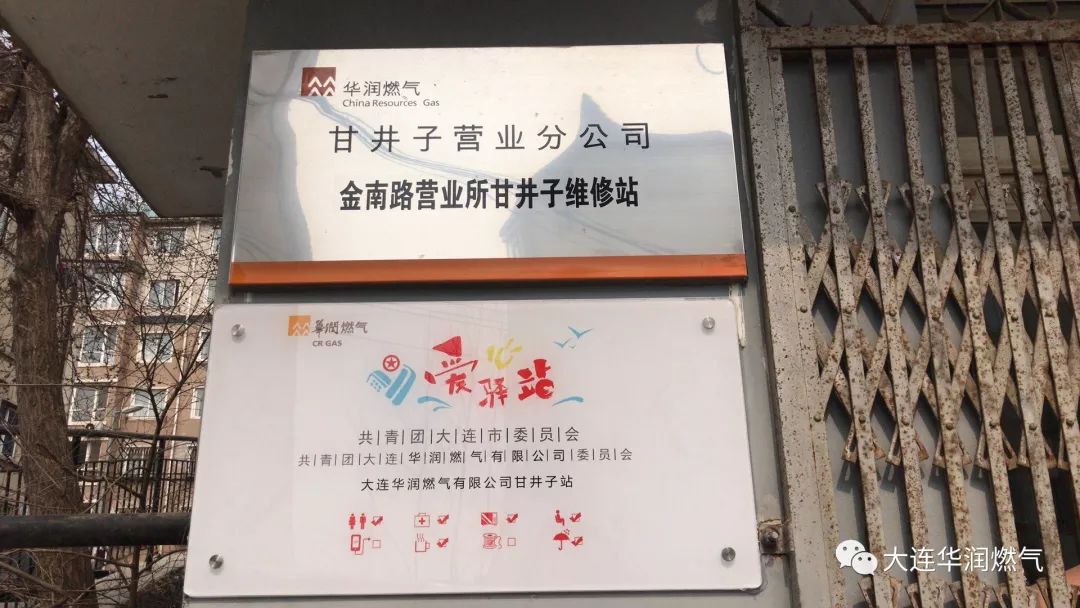 华润燃气
China Resources Gas
甘井子营业分公司
金南路营业所甘井子维修站
華潤燃气
CR GAS
爱驿站
共|青|团|大|连|市|委|员|会
共|青|团|大|连|华|润|燃|气|有|限|公|司|委|员|会
大连华润燃气有限公司甘井子站
大连华润燃气